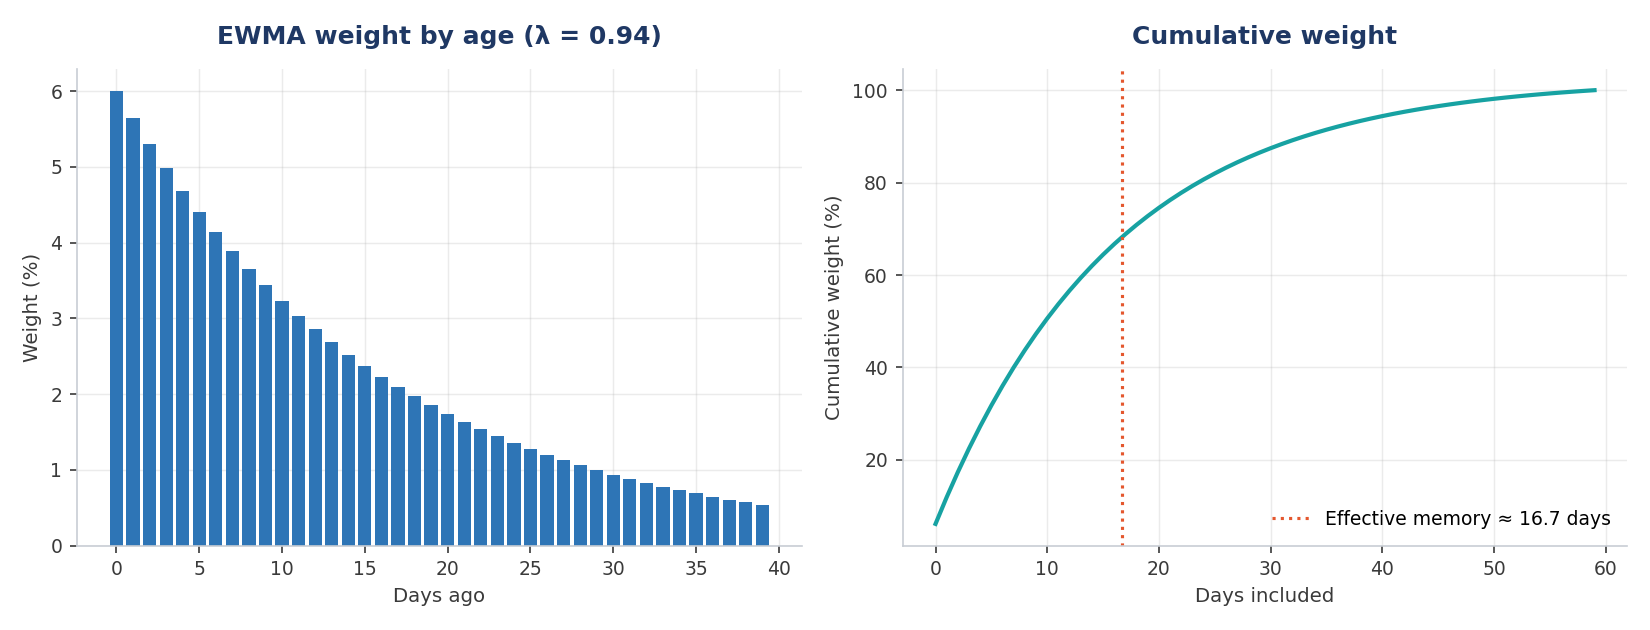 EWMA weight by age (λ = 0.94)
Weight (%)
6
5
4
3
2
1
0
0 5 10 15 20 25 30 35 40
Days ago
Cumulative weight
Cumulative weight (%)
100
80
60
40
20
Effective memory ≈ 16.7 days
0 10 20 30 40 50 60
Days included